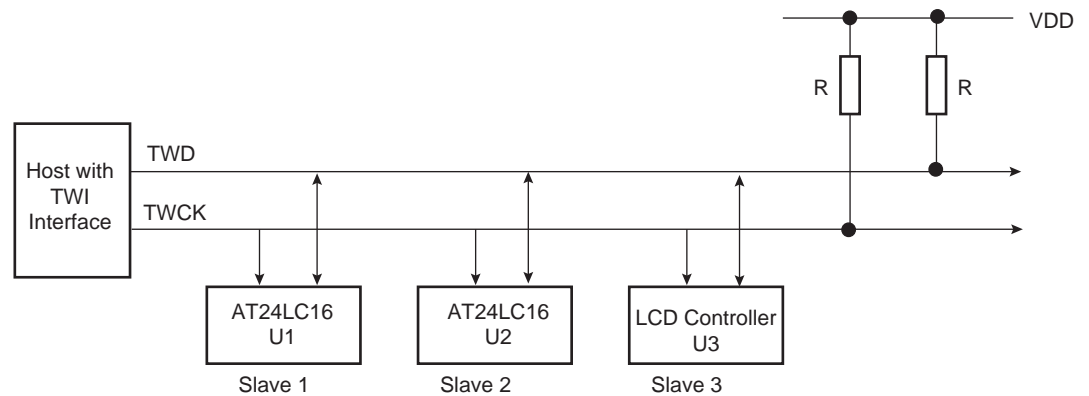 VDD
R
R
Host with
TWI
Interface
TWD
TWCK
AT24LC16
U1
AT24LC16
U2
LCD Controller
U3
Slave 1
Slave 2
Slave 3